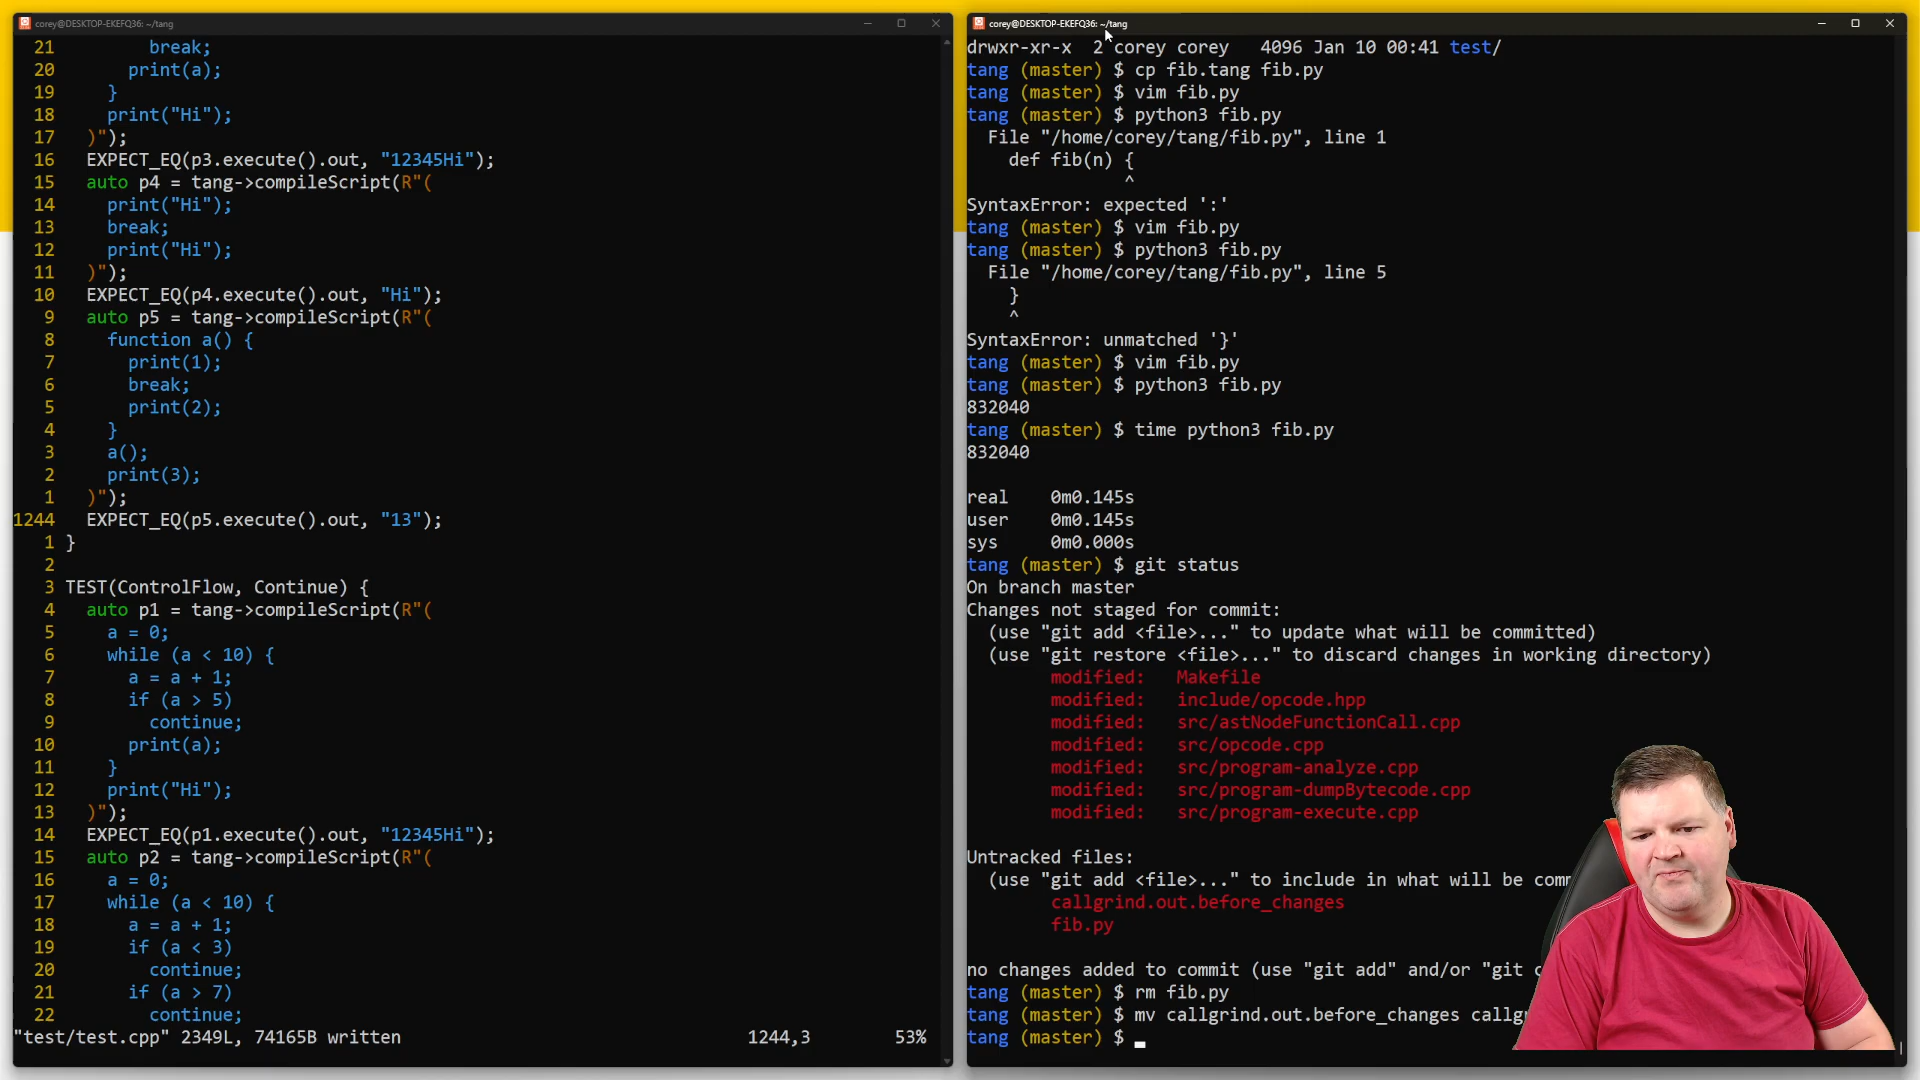 corey@DESKTOP-EKEFQ36: ~/tang
21 break;
20 print(a);
19 }
18 print("Hi");
17 )");
16 EXPECT_EQ(p3.execute().out, "12345Hi");
15 auto p4 = tang->compileScript(R"(
14 print("Hi");
13 break;
12 print("Hi");
11 )");
10 EXPECT_EQ(p4.execute().out, "Hi");
9 auto p5 = tang->compileScript(R"(
8 function a() {
7 print(1);
6 break;
5 print(2);
4 }
3 a();
2 print(3);
1 )");
1244 EXPECT_EQ(p5.execute().out, "13");
1 }
2
3 TEST(ControlFlow, Continue) {
4 auto p1 = tang->compileScript(R"(
5 a = 0;
6 while (a < 10) {
7 a = a + 1;
8 if (a > 5)
9 continue;
10 print(a);
11 }
12 print("Hi");
13 )");
14 EXPECT_EQ(p1.execute().out, "12345Hi");
15 auto p2 = tang->compileScript(R"(
16 a = 0;
17 while (a < 10) {
18 a = a + 1;
19 if (a < 3)
20 continue;
21 if (a > 7)
22 continue;
"test/test.cpp" 2349L, 74165B written 1244,3 53%
corey@DESKTOP-EKEFQ36: ~/tang
drwxr-xr-x 2 corey corey 4096 Jan 10 00:41 test/
tang (master) $ cp fib.tang fib.py
tang (master) $ vim fib.py
tang (master) $ python3 fib.py
File "/home/corey/tang/fib.py", line 1
def fib(n) {
^
SyntaxError: expected ':'
tang (master) $ vim fib.py
tang (master) $ python3 fib.py
File "/home/corey/tang/fib.py", line 5
}
^
SyntaxError: unmatched '}'
tang (master) $ vim fib.py
tang (master) $ python3 fib.py
832040
tang (master) $ time python3 fib.py
832040
real 0m0.145s
user 0m0.145s
sys 0m0.000s
tang (master) $ git status
On branch master
Changes not staged for commit:
(use "git add <file>..." to update what will be committed)
(use "git restore <file>..." to discard changes in working directory)
modified: Makefile
modified: include/opcode.hpp
modified: src/astNodeFunctionCall.cpp
modified: src/opcode.cpp
modified: src/program-analyze.cpp
modified: src/program-dumpBytecode.cpp
modified: src/program-execute.cpp
Untracked files:
(use "git add <file>..." to include in what will be
callgrind.out.before_changes
fib.py
no changes added to commit (use "git add" and/or "git
tang (master) $ rm fib.py
tang (master) $ mv callgrind.out.before_changes
tang (master) $